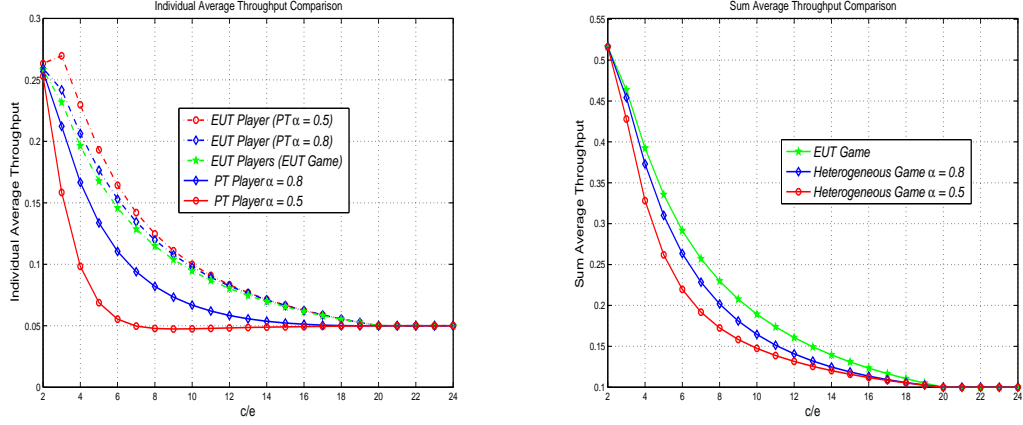 Individual Average Throughput Comparison
Individual Average Throughput
0.3
0.25
0.2
0.15
0.1
0.05
0
EUT Player (PT α = 0.5)
EUT Player (PT α = 0.8)
EUT Players (EUT Game)
PT Player α = 0.8
PT Player α = 0.5
2 4 6 8 10 12 14 16 18 20 22 24
c/e
Sum Average Throughput Comparison
Sum Average Throughput
0.55
0.5
0.45
0.4
0.35
0.3
0.25
0.2
0.15
0.1
EUT Game
Heterogeneous Game α = 0.8
Heterogeneous Game α = 0.5
2 4 6 8 10 12 14 16 18 20 22 24
c/e